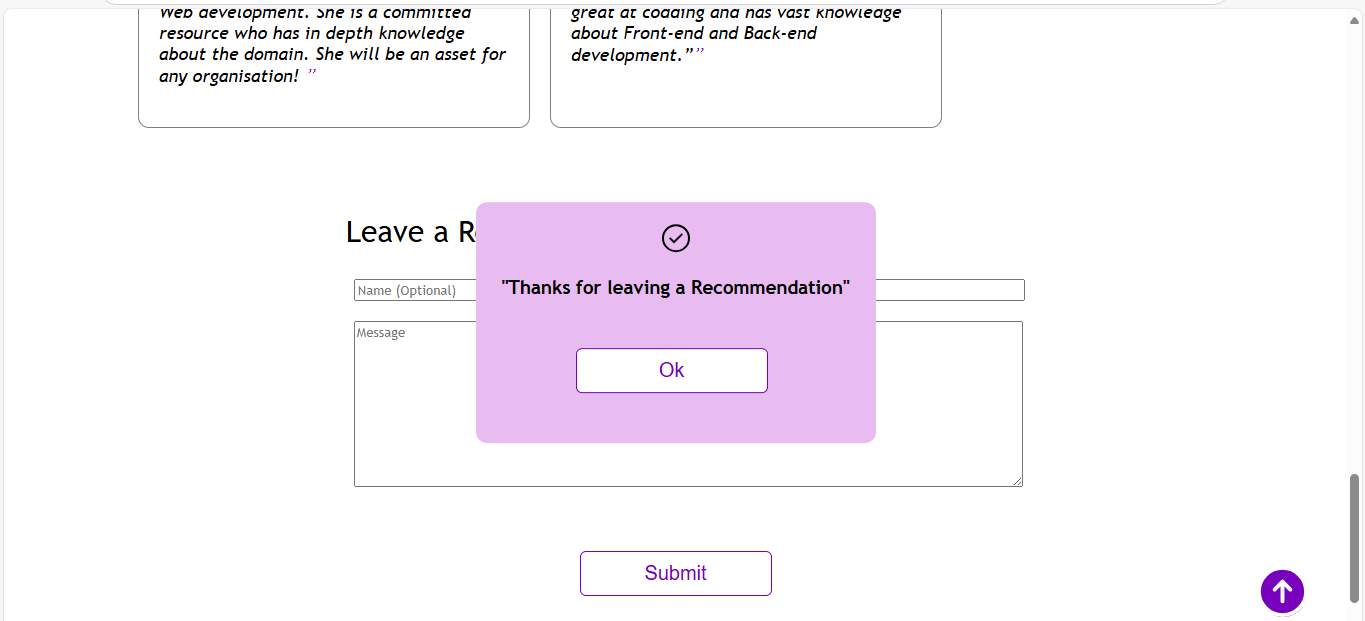 Web development. She is a committed
resource who has in depth knowledge
about the domain. She will be an asset for
any organisation! ”
great at coading and has vast knowledge
about Front-end and Back-end
development.””
Leave a R
"Thanks for leaving a Recommendation"
Name (Optional)
Message
Ok
Submit